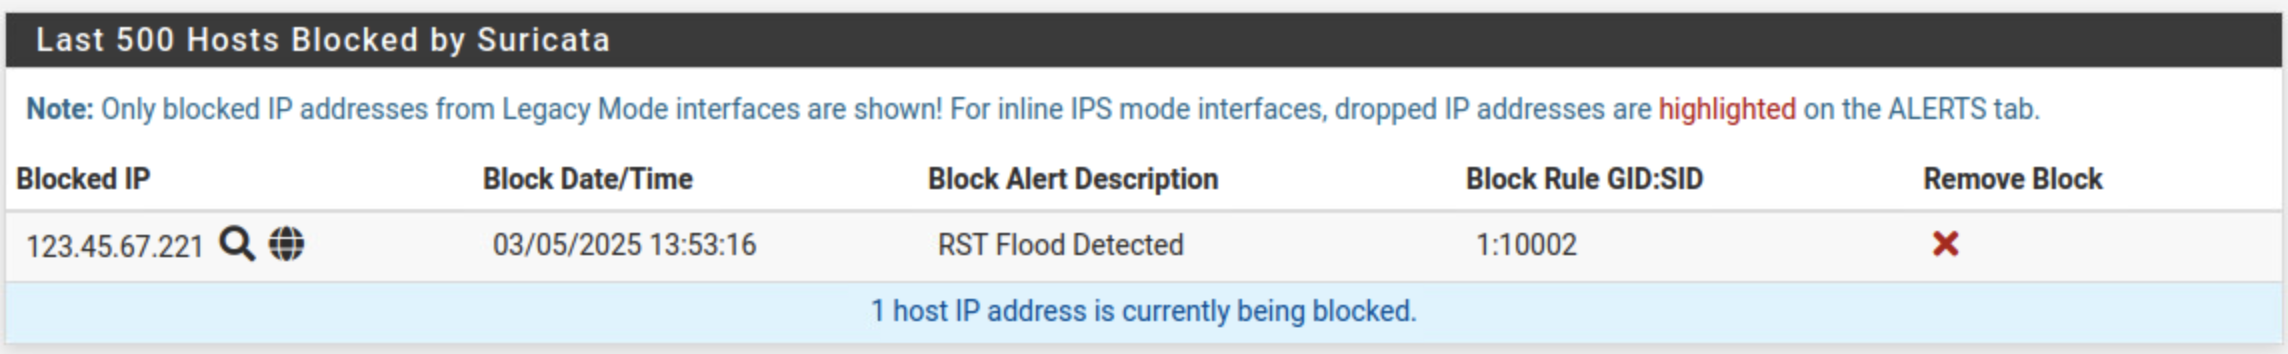 Last 500 Hosts Blocked by Suricata
Note: Only blocked IP addresses from Legacy Mode interfaces are shown! For inline IPS mode interfaces, dropped IP addresses are highlighted on the ALERTS tab.
Blocked IP Block Date/Time Block Alert Description Block Rule GID:SID Remove Block
123.45.67.221 03/05/2025 13:53:16 RST Flood Detected 1:10002
1 host IP address is currently being blocked.